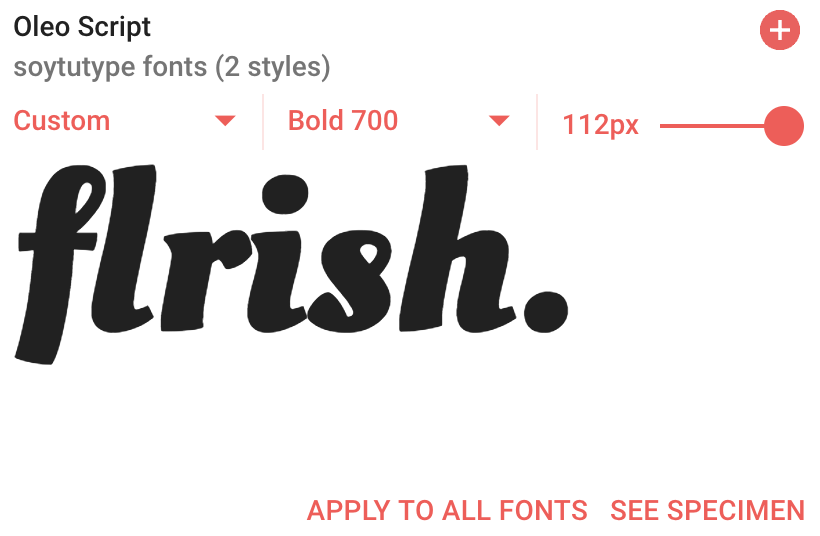 Oleo Script
soytutype fonts (2 styles)
Custom Bold 700 112px
flrish.
APPLY TO ALL FONTS SEE SPECIMEN